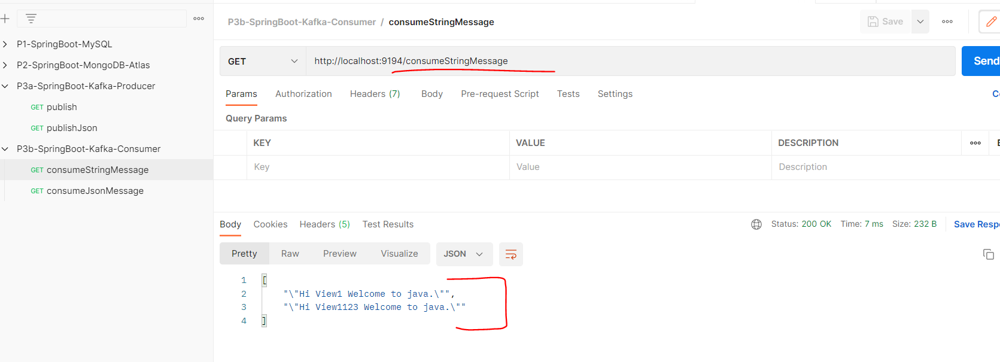 P1-SpringBoot-MySQL
P2-SpringBoot-MongoDB-Atlas
P3a-SpringBoot-Kafka-Producer
GET publish
GET publishJson
P3b-SpringBoot-Kafka-Consumer
GET consumeStringMessage
GET consumeJsonMessage
P3b-SpringBoot-Kafka-Consumer / consumeStringMessage
Save
GET http://localhost:9194/consumeStringMessage Send
Params Authorization Headers (7) Body Pre-request Script Tests Settings
Query Params
KEY VALUE DESCRIPTION
Key Value Description
Body Cookies Headers (5) Test Results Status: 200 OK Time: 7 ms Size: 232 B Save Resp
Pretty Raw Preview Visualize JSON
1 [
2 "\"Hi View1 Welcome to java.\"",
3 "\"Hi View1123 Welcome to java.\""
4 ]